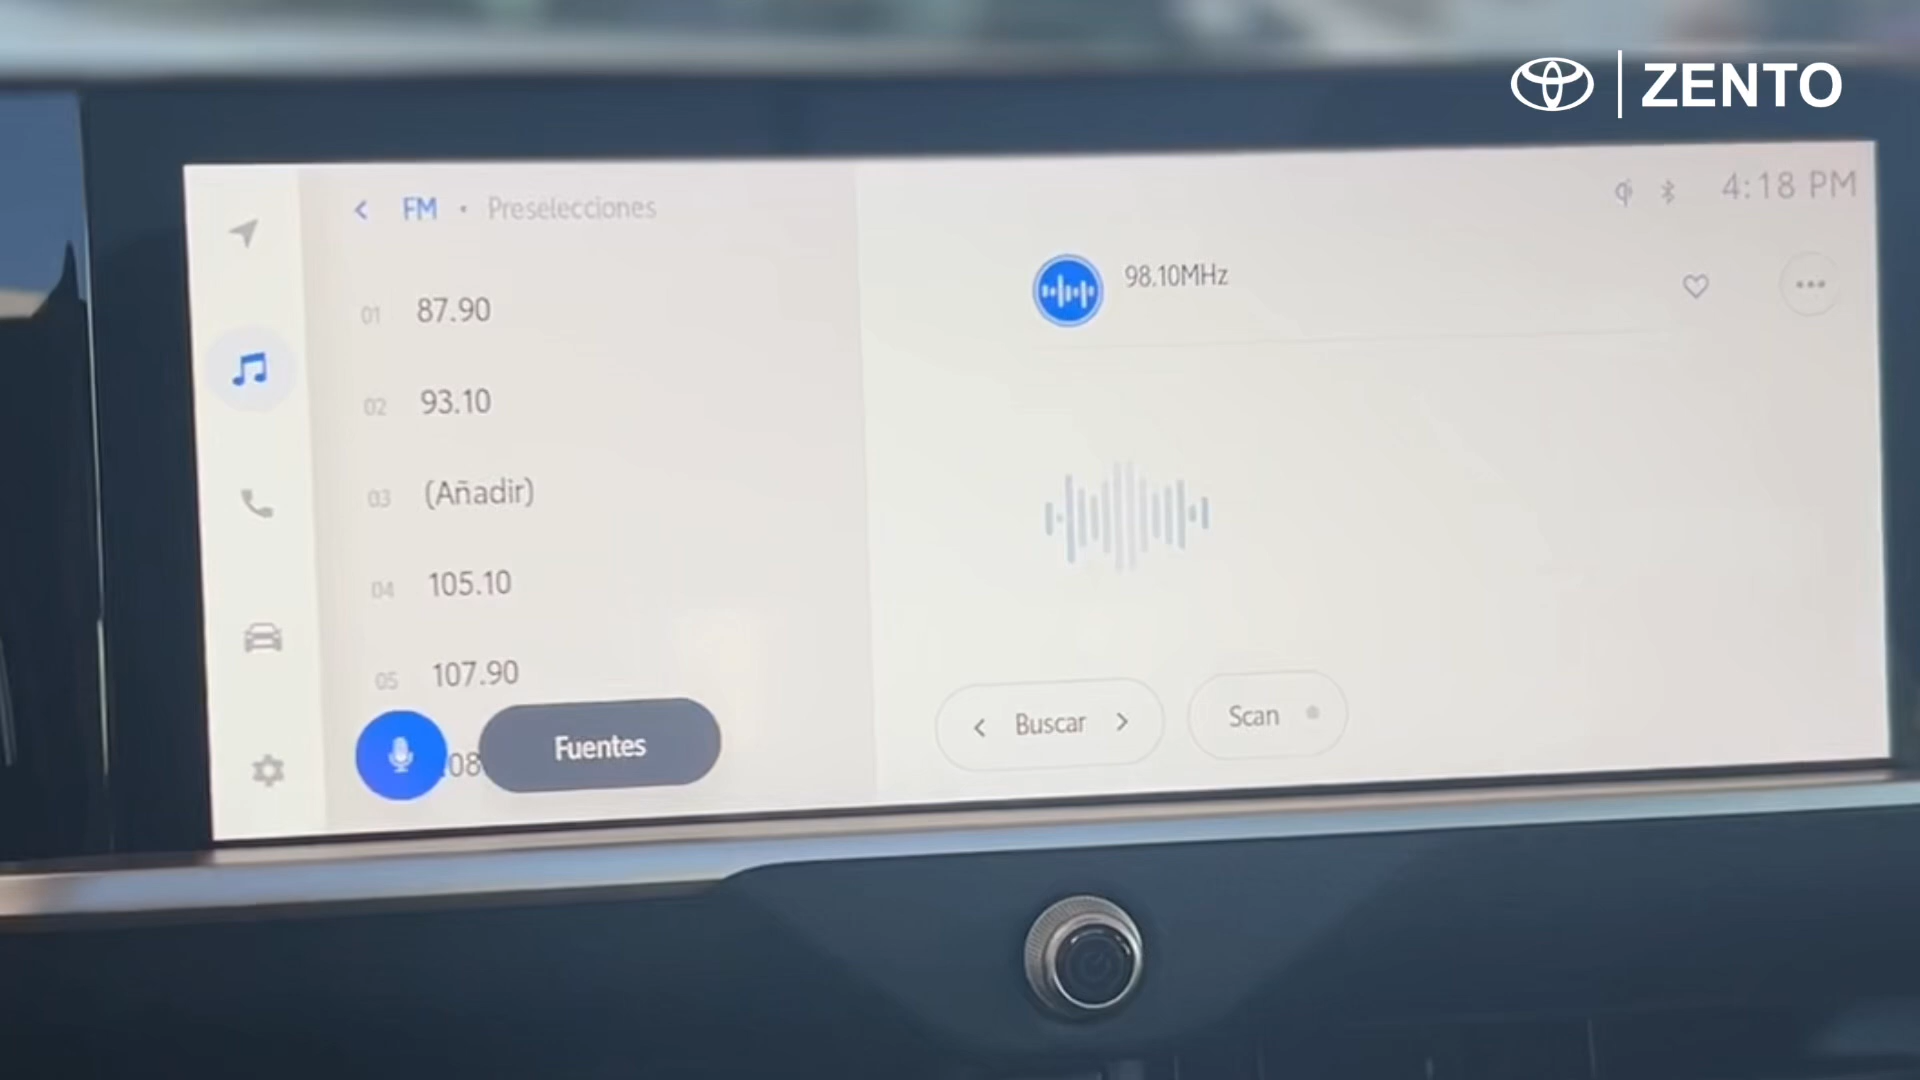 ZENTO
4:18 PM
FM • Preselecciones
98.10MHz
01 87.90
02 93.10
03 (Añadir)
04 105.10
05 107.90
08
Fuentes
Buscar
Scan